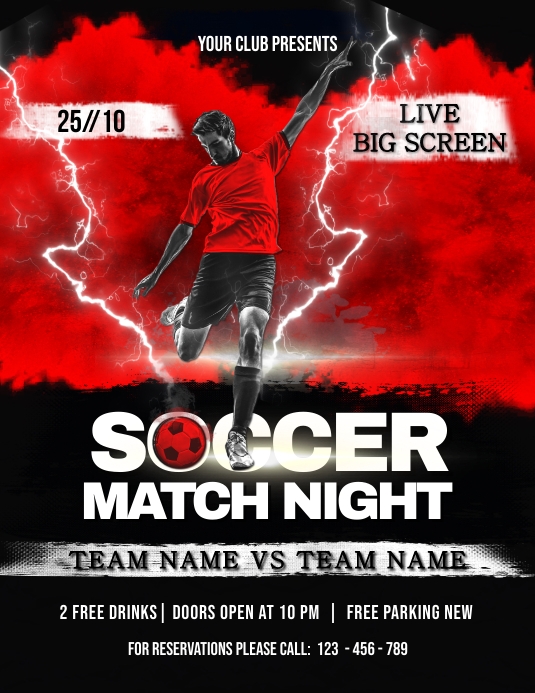 YOUR CLUB PRESENTS
25//10
LIVE
BIG SCREEN
SOCCER
MATCH NIGHT
TEAM NAME VS TEAM NAME
2 FREE DRINKS| DOORS OPEN AT 10 PM | FREE PARKING NEW
FOR RESERVATIONS PLEASE CALL: 123 - 456 - 789